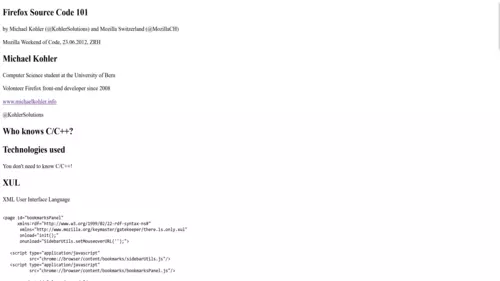 Firefox Source Code 101
by Michael Kohler (@KohlerSolutions) and Mozilla Switzerland (@MozillaCH)
Mozilla Weekend of Code, 23.06.2012, ZRH
Michael Kohler
Computer Science student at the University of Bern
Volunteer Firefox front-end developer since 2008
www.michaelkohler.info
@KohlerSolutions
Who knows C/C++?
Technologies used
You don't need to know C/C++!
XUL
XML User Interface Language
<page id="bookmarksPanel"
xmlns:rdf="http://www.w3.org/1999/02/22-rdf-syntax-ns#"
xmlns="http://www.mozilla.org/keymaster/gatekeeper/there.is.only.xul"
onload="init();"
onunload="SidebarUtils.setMouseoverURL('');">
<script type="application/javascript"
src="chrome://browser/content/bookmarks/sidebarUtils.js"/>
<script type="application/javascript"
src="chrome://browser/content/bookmarks/bookmarksPanel.js"/>